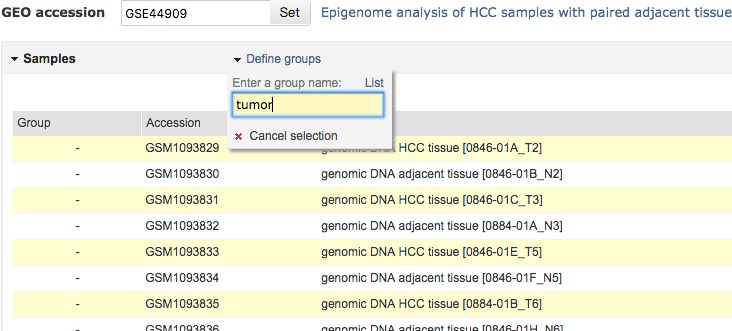 GEO accession GSE44909 Set Epigenome analysis of HCC samples with paired adjacent tissue
Samples Define groups
Enter a group name: List
tumor
Group Accession
Cancel selection
- GSM1093829 genomic DNA HCC tissue [0846-01A_T2]
- GSM1093830 genomic DNA adjacent tissue [0846-01B_N2]
- GSM1093831 genomic DNA HCC tissue [0846-01C_T3]
- GSM1093832 genomic DNA adjacent tissue [0884-01A_N3]
- GSM1093833 genomic DNA HCC tissue [0846-01E_T5]
- GSM1093834 genomic DNA adjacent tissue [0846-01F_N5]
- GSM1093835 genomic DNA HCC tissue [0884-01B_T6]
- GSM1093836 genomic DNA adjacent tissue [0846-01H_N6]